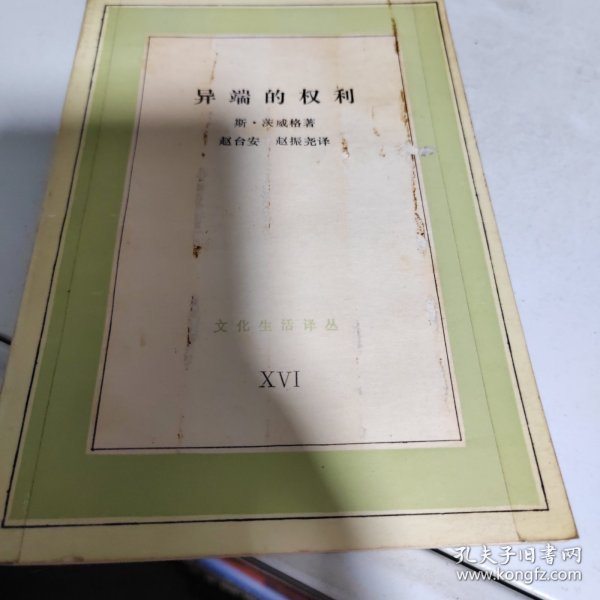 异端的权利
斯·茨威格著
赵台安 赵振尧译
文化生活译丛
XVI
孔夫子旧书网
www.kongfz.com